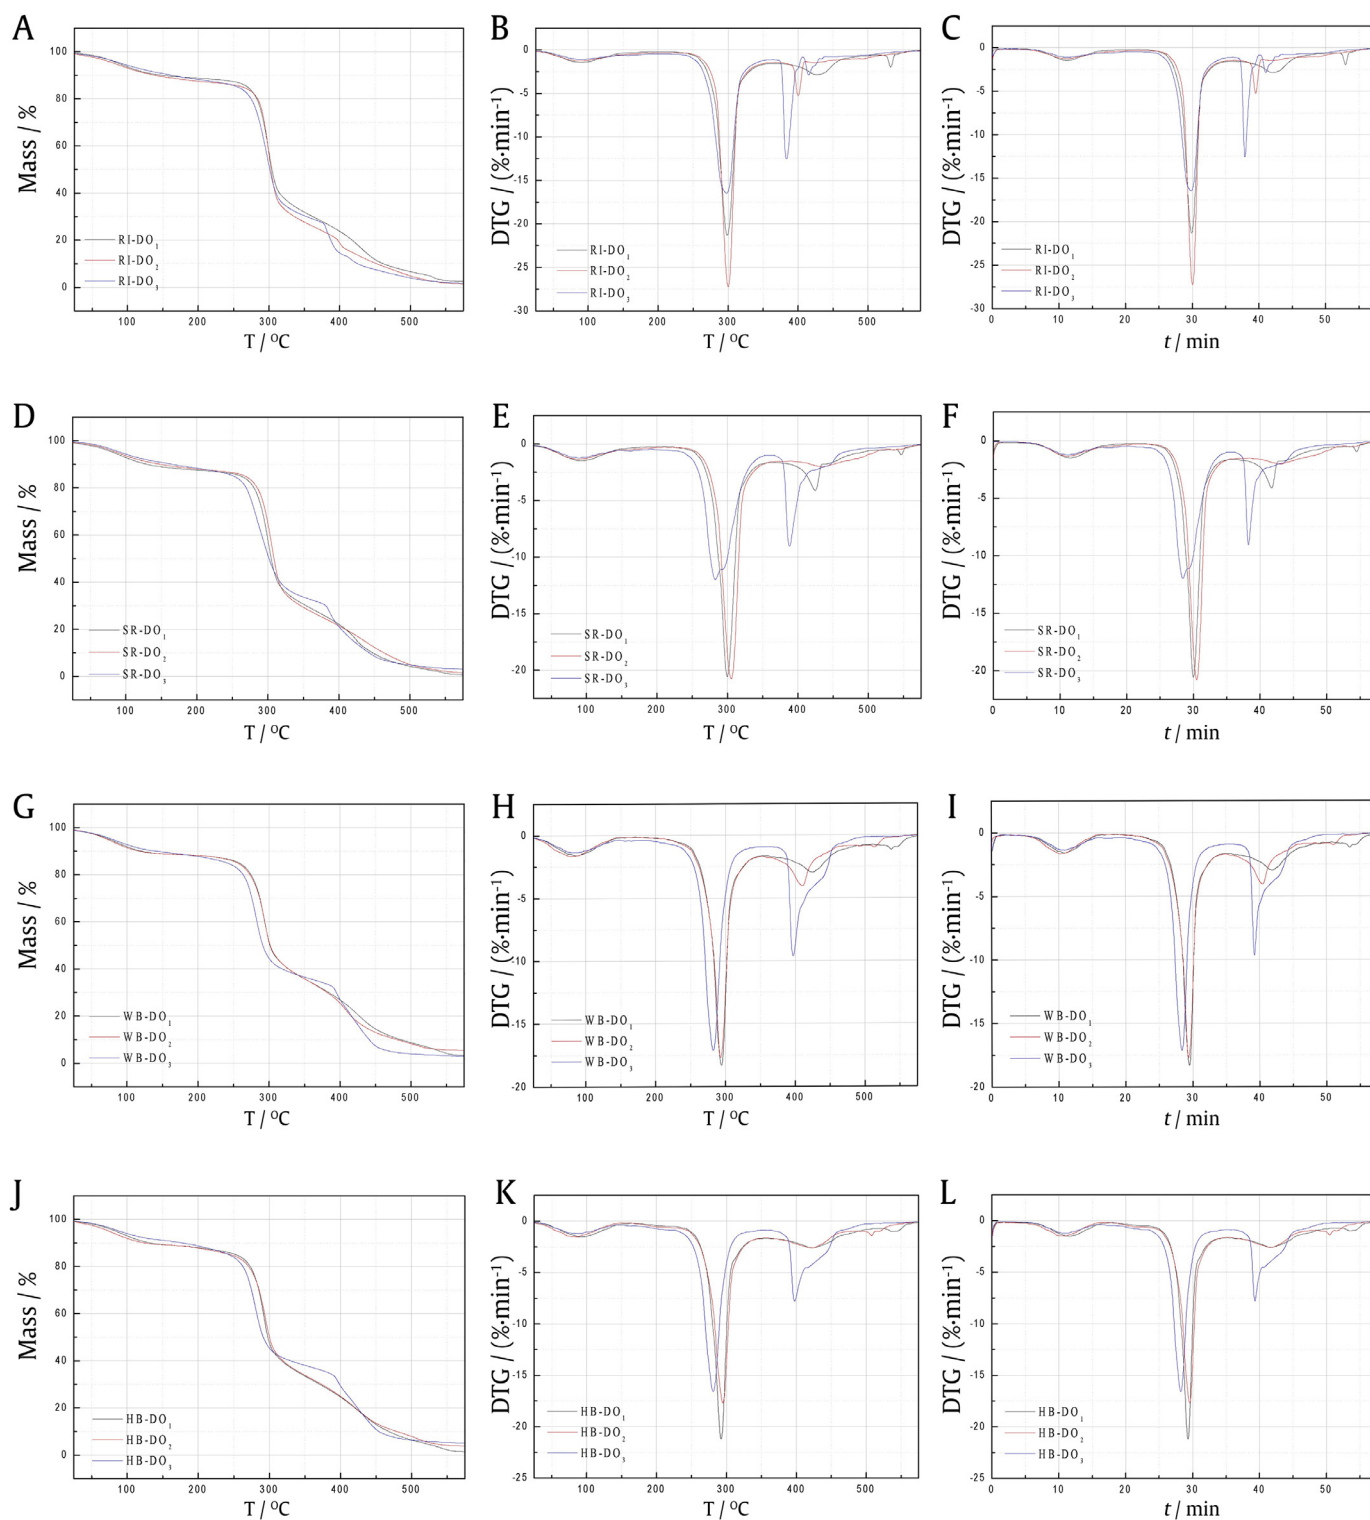 A
Mass / %
100
80
60
40
20
0
RI-DO₁
RI-DO₂
RI-DO₃
100 200 300 400 500
T / ⁰C
B
DTG / (%·min⁻¹)
0
-5
-10
-15
-20
-25
-30
RI-DO₁
RI-DO₂
RI-DO₃
100 200 300 400 500
T / ⁰C
C
DTG / (%·min⁻¹)
0
-5
-10
-15
-20
-25
-30
RI-DO₁
RI-DO₂
RI-DO₃
0 10 20 30 40 50
t / min
D
Mass / %
100
80
60
40
20
0
SR-DO₁
SR-DO₂
SR-DO₃
100 200 300 400 500
T / ⁰C
E
DTG / (%·min⁻¹)
0
-5
-10
-15
-20
SR-DO₁
SR-DO₂
SR-DO₃
100 200 300 400 500
T / ⁰C
F
DTG / (%·min⁻¹)
0
-5
-10
-15
-20
SR-DO₁
SR-DO₂
SR-DO₃
0 10 20 30 40 50
t / min
G
Mass / %
100
80
60
40
20
0
WB-DO₁
WB-DO₂
WB-DO₃
100 200 300 400 500
T / ⁰C
H
DTG / (%·min⁻¹)
0
-5
-10
-15
-20
WB-DO₁
WB-DO₂
WB-DO₃
100 200 300 400 500
T / ⁰C
I
DTG / (%·min⁻¹)
0
-5
-10
-15
-20
WB-DO₁
WB-DO₂
WB-DO₃
0 10 20 30 40 50
t / min
J
Mass / %
100
80
60
40
20
0
HB-DO₁
HB-DO₂
HB-DO₃
100 200 300 400 500
T / ⁰C
K
DTG / (%·min⁻¹)
0
-5
-10
-15
-20
-25
HB-DO₁
HB-DO₂
HB-DO₃
100 200 300 400 500
T / ⁰C
L
DTG / (%·min⁻¹)
0
-5
-10
-15
-20
-25
HB-DO₁
HB-DO₂
HB-DO₃
0 10 20 30 40 50
t / min